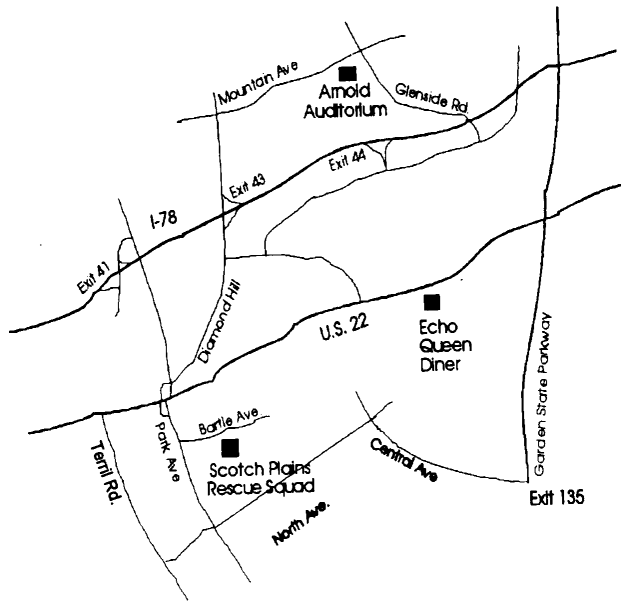 Mountain Ave
Arnold
Auditorium
Glenside Rd.
Exit 43
Exit 44
I-78
Exit 41
Diamond Hill
U.S. 22
Echo
Queen
Diner
Garden State Parkway
Terril Rd.
Park Ave
Bartle Ave
Scotch Plains
Rescue Squad
Central Ave
North Ave.
Exit 135